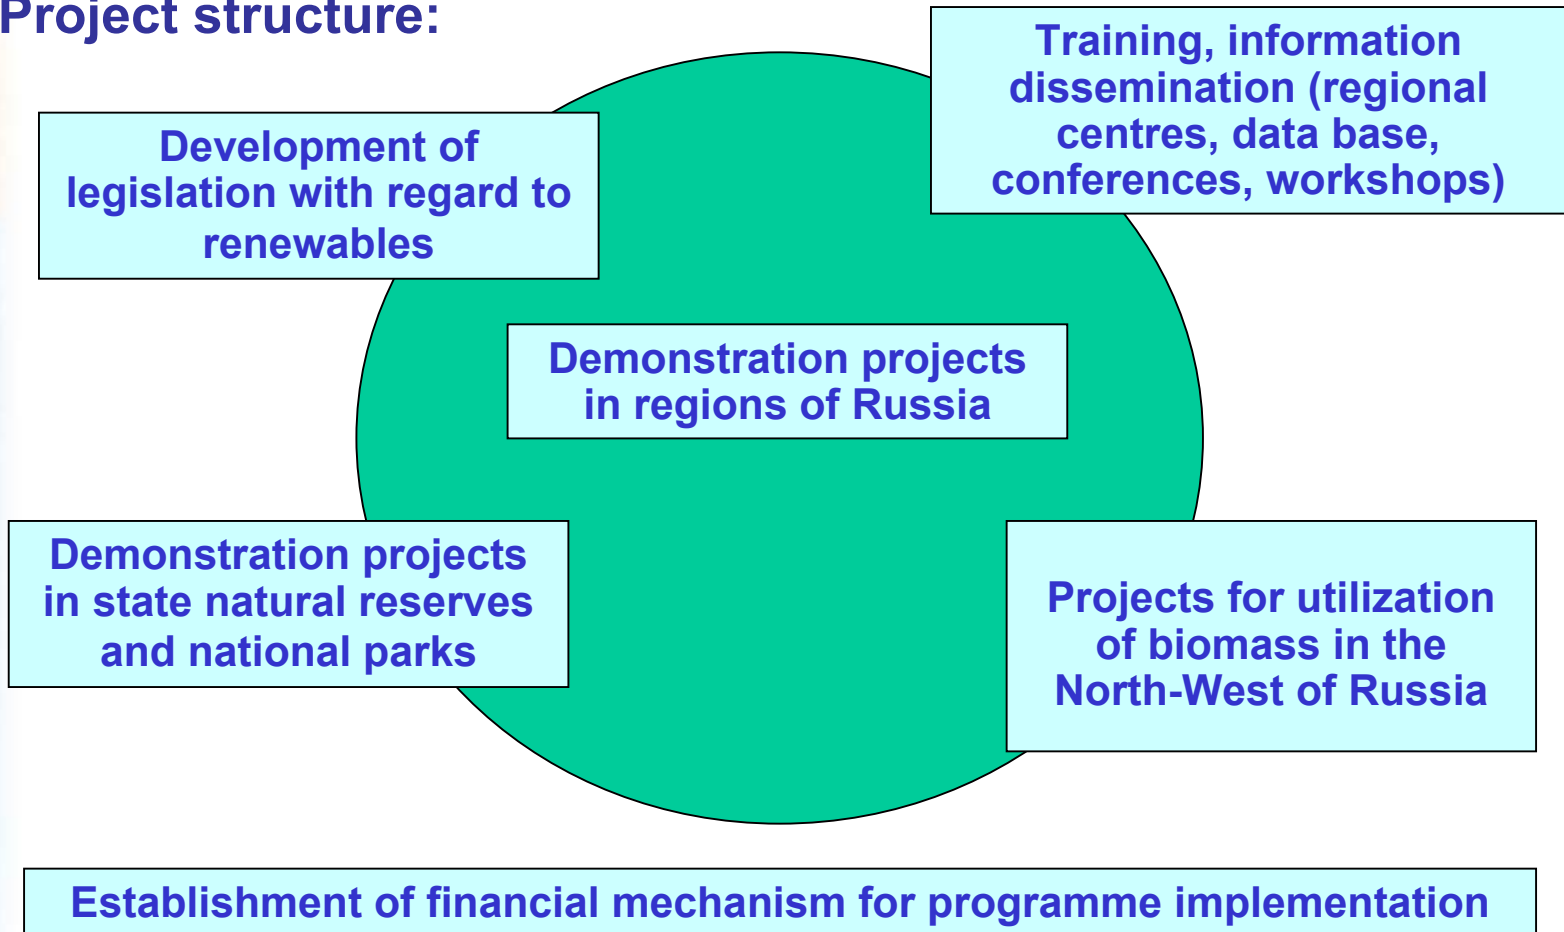 Project structure:
Training, information
dissemination (regional
centres, data base,
conferences, workshops)
Development of
legislation with regard to
renewables
Demonstration projects
in regions of Russia
Demonstration projects
in state natural reserves
and national parks
Projects for utilization
of biomass in the
North-West of Russia
Establishment of financial mechanism for programme implementation